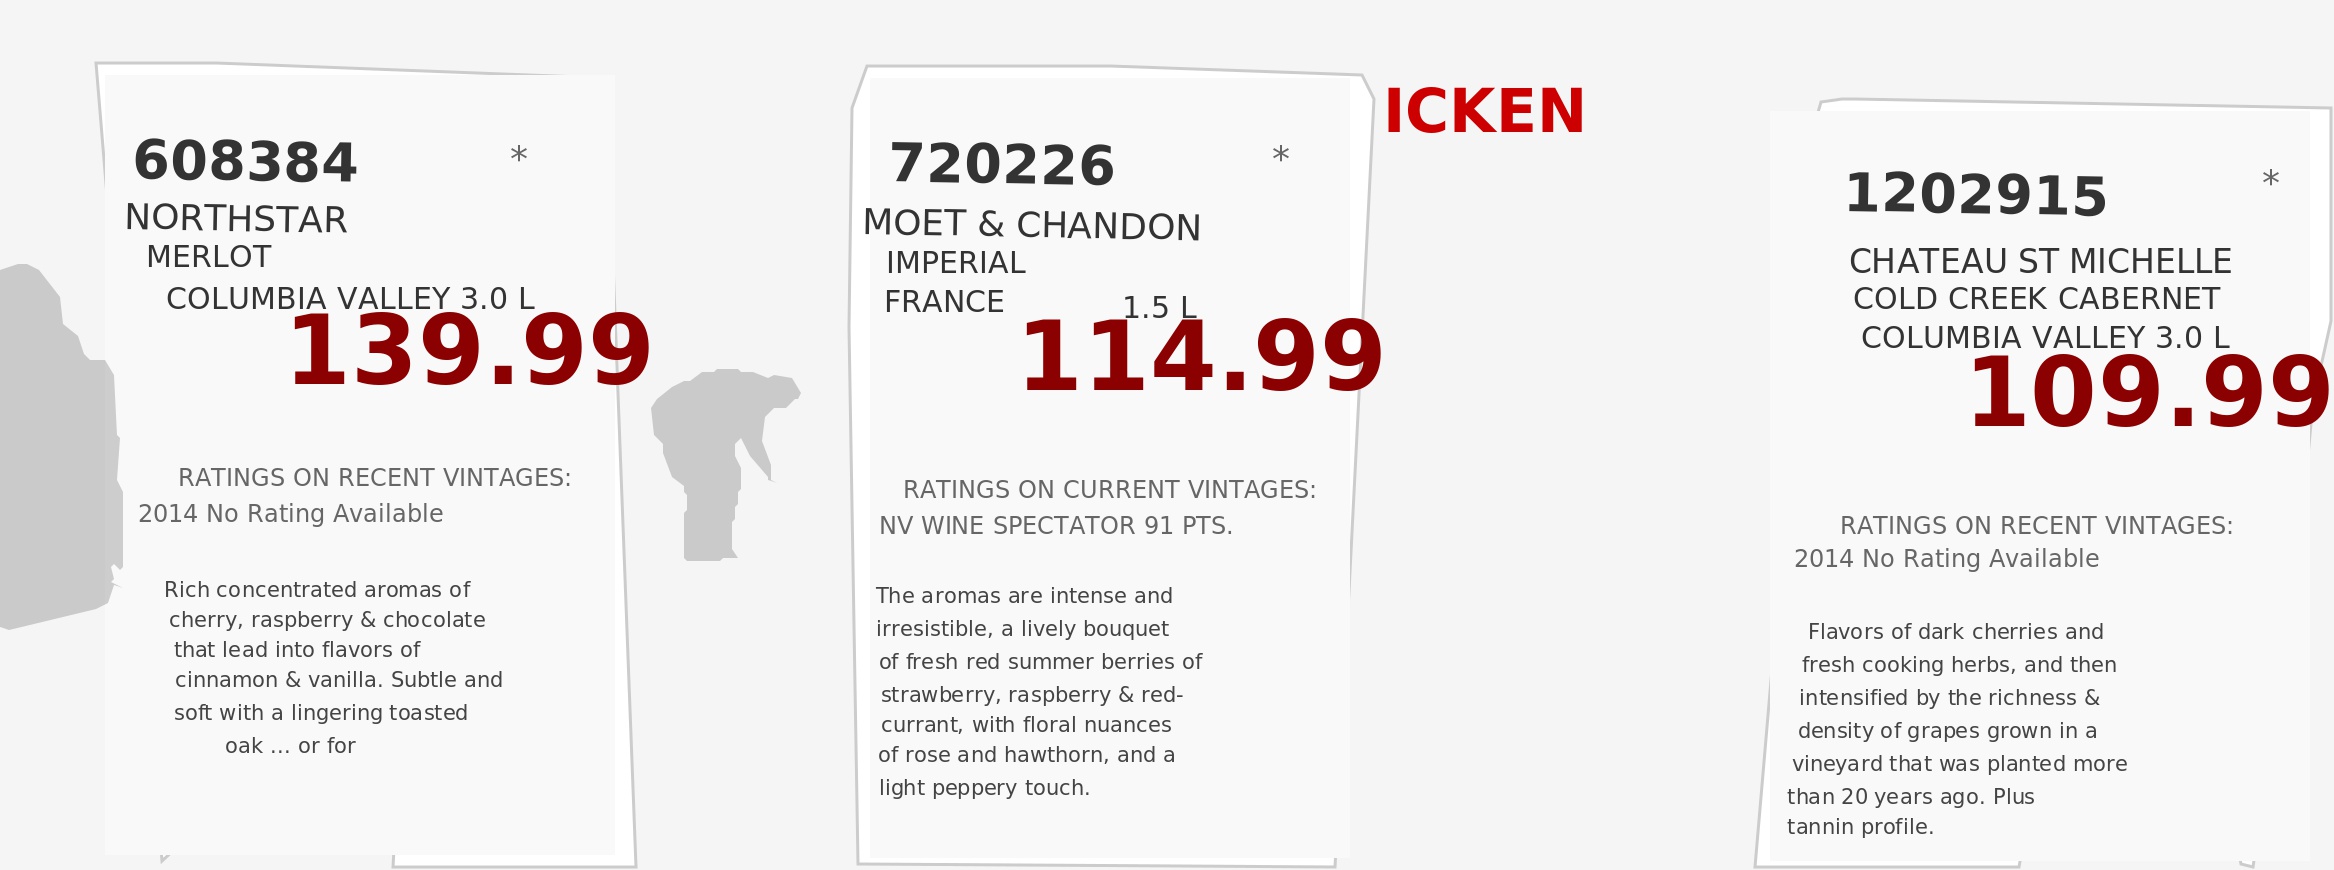 608384 *
NORTHSTAR
MERLOT
COLUMBIA VALLEY 3.0 L
139.99
RATINGS ON RECENT VINTAGES:
2014 No Rating Available
Rich concentrated aromas of
cherry, raspberry & chocolate
that lead into flavors of
cinnamon & vanilla. Subtle and
soft with a lingering toasted
oak ... or for
720226 *
MOET & CHANDON
IMPERIAL
FRANCE 1.5 L
114.99
RATINGS ON CURRENT VINTAGES:
NV WINE SPECTATOR 91 PTS.
The aromas are intense and
irresistible, a lively bouquet
of fresh red summer berries of
strawberry, raspberry & red-
currant, with floral nuances
of rose and hawthorn, and a
light peppery touch.
ICKEN
1202915 *
CHATEAU ST MICHELLE
COLD CREEK CABERNET
COLUMBIA VALLEY 3.0 L
109.99
RATINGS ON RECENT VINTAGES:
2014 No Rating Available
Flavors of dark cherries and
fresh cooking herbs, and then
intensified by the richness &
density of grapes grown in a
vineyard that was planted more
than 20 years ago. Plus
tannin profile.